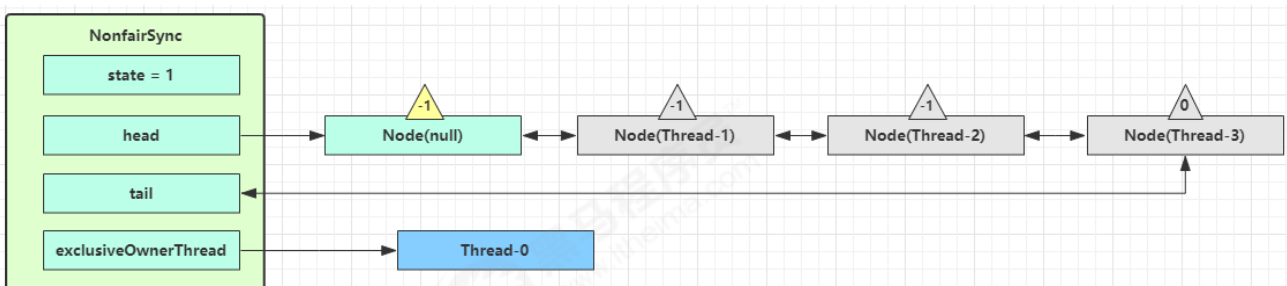 NonfairSync
state = 1
head
tail
exclusiveOwnerThread
-1
Node(null)
-1
Node(Thread-1)
-1
Node(Thread-2)
0
Node(Thread-3)
Thread-0